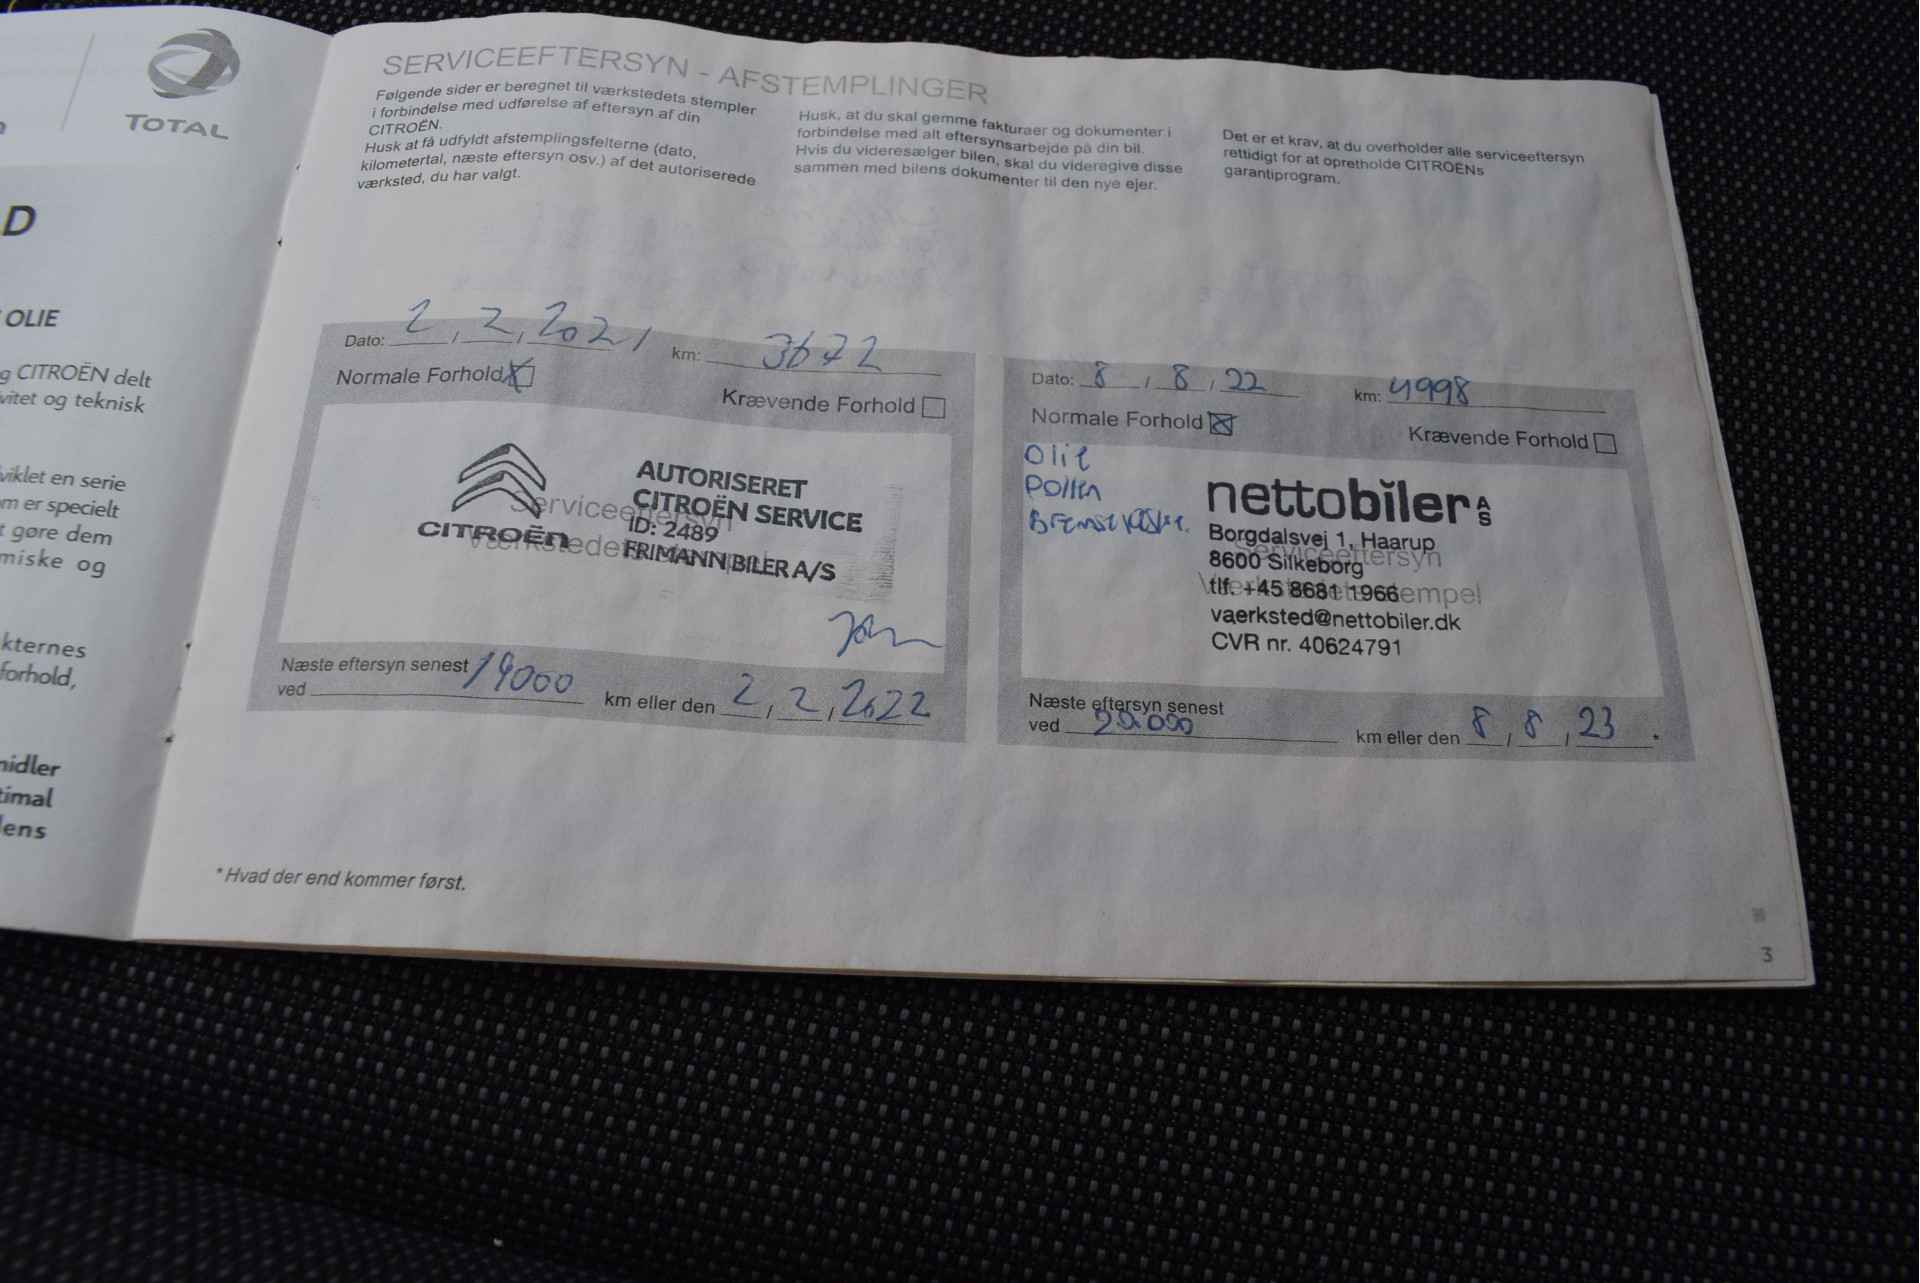 TOTAL
D
OLIE
g CITROËN delt
vitet og teknisk
viklet en serie
m er specielt
t gøre dem
miske og
kternes
forhold,
midler
timal
lens
SERVICEEFTERSYN - AFSTEMPLINGER
Følgende sider er beregnet til værkstedets stempler
i forbindelse med udførelse af eftersyn af din
CITROËN.
Husk at få udfyldt afstemplingsfelterne (dato,
kilometertal, næste eftersyn osv.) af det autoriserede
værksted, du har valgt.
Husk, at du skal gemme fakturaer og dokumenter i
forbindelse med alt eftersynsarbejde på din bil.
Hvis du videresælger bilen, skal du videregive disse
sammen med bilens dokumenter til den nye ejer.
Det er et krav, at du overholder alle serviceeftersyn
rettidigt for at opretholde CITROËNs
garantiprogram.
Dato: 2, 2, 2021 km: 3672
Normale Forhold
Krævende Forhold
CITROËN
AUTORISERET
CITROËN SERVICE
ID: 2489
FRIMANN BILER A/S
Serviceeftersyn
Næste eftersyn senest
ved 19000 km eller den 2, 2, 2022
Dato: 8, 8, 22 km: 4998
Normale Forhold
Krævende Forhold
Olie
Pollen
nettobiler A/S
Borgdalsvej 1, Haarup
8600 Silkeborg
tlf. +45 8681 1966
vaerksted@nettobiler.dk
CVR nr. 40624791
Serviceeftersyn
Værkstedets stempel
Næste eftersyn senest
ved 20.000 km eller den 8, 8, 23 *
* Hvad der end kommer først.
3